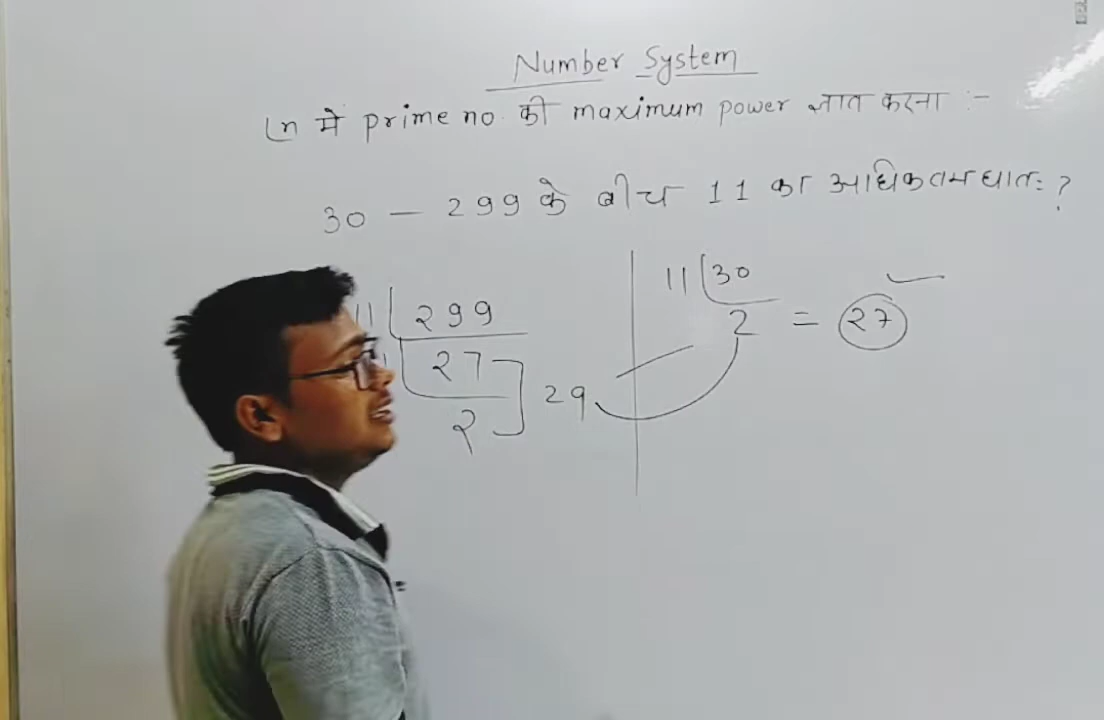 Number System
Ln में prime no. की maximum power ज्ञात करना :-
30 - 299 के बीच 11 का अधिकतम घातः ?
11 299
27
2
29
11 30
2 = 27